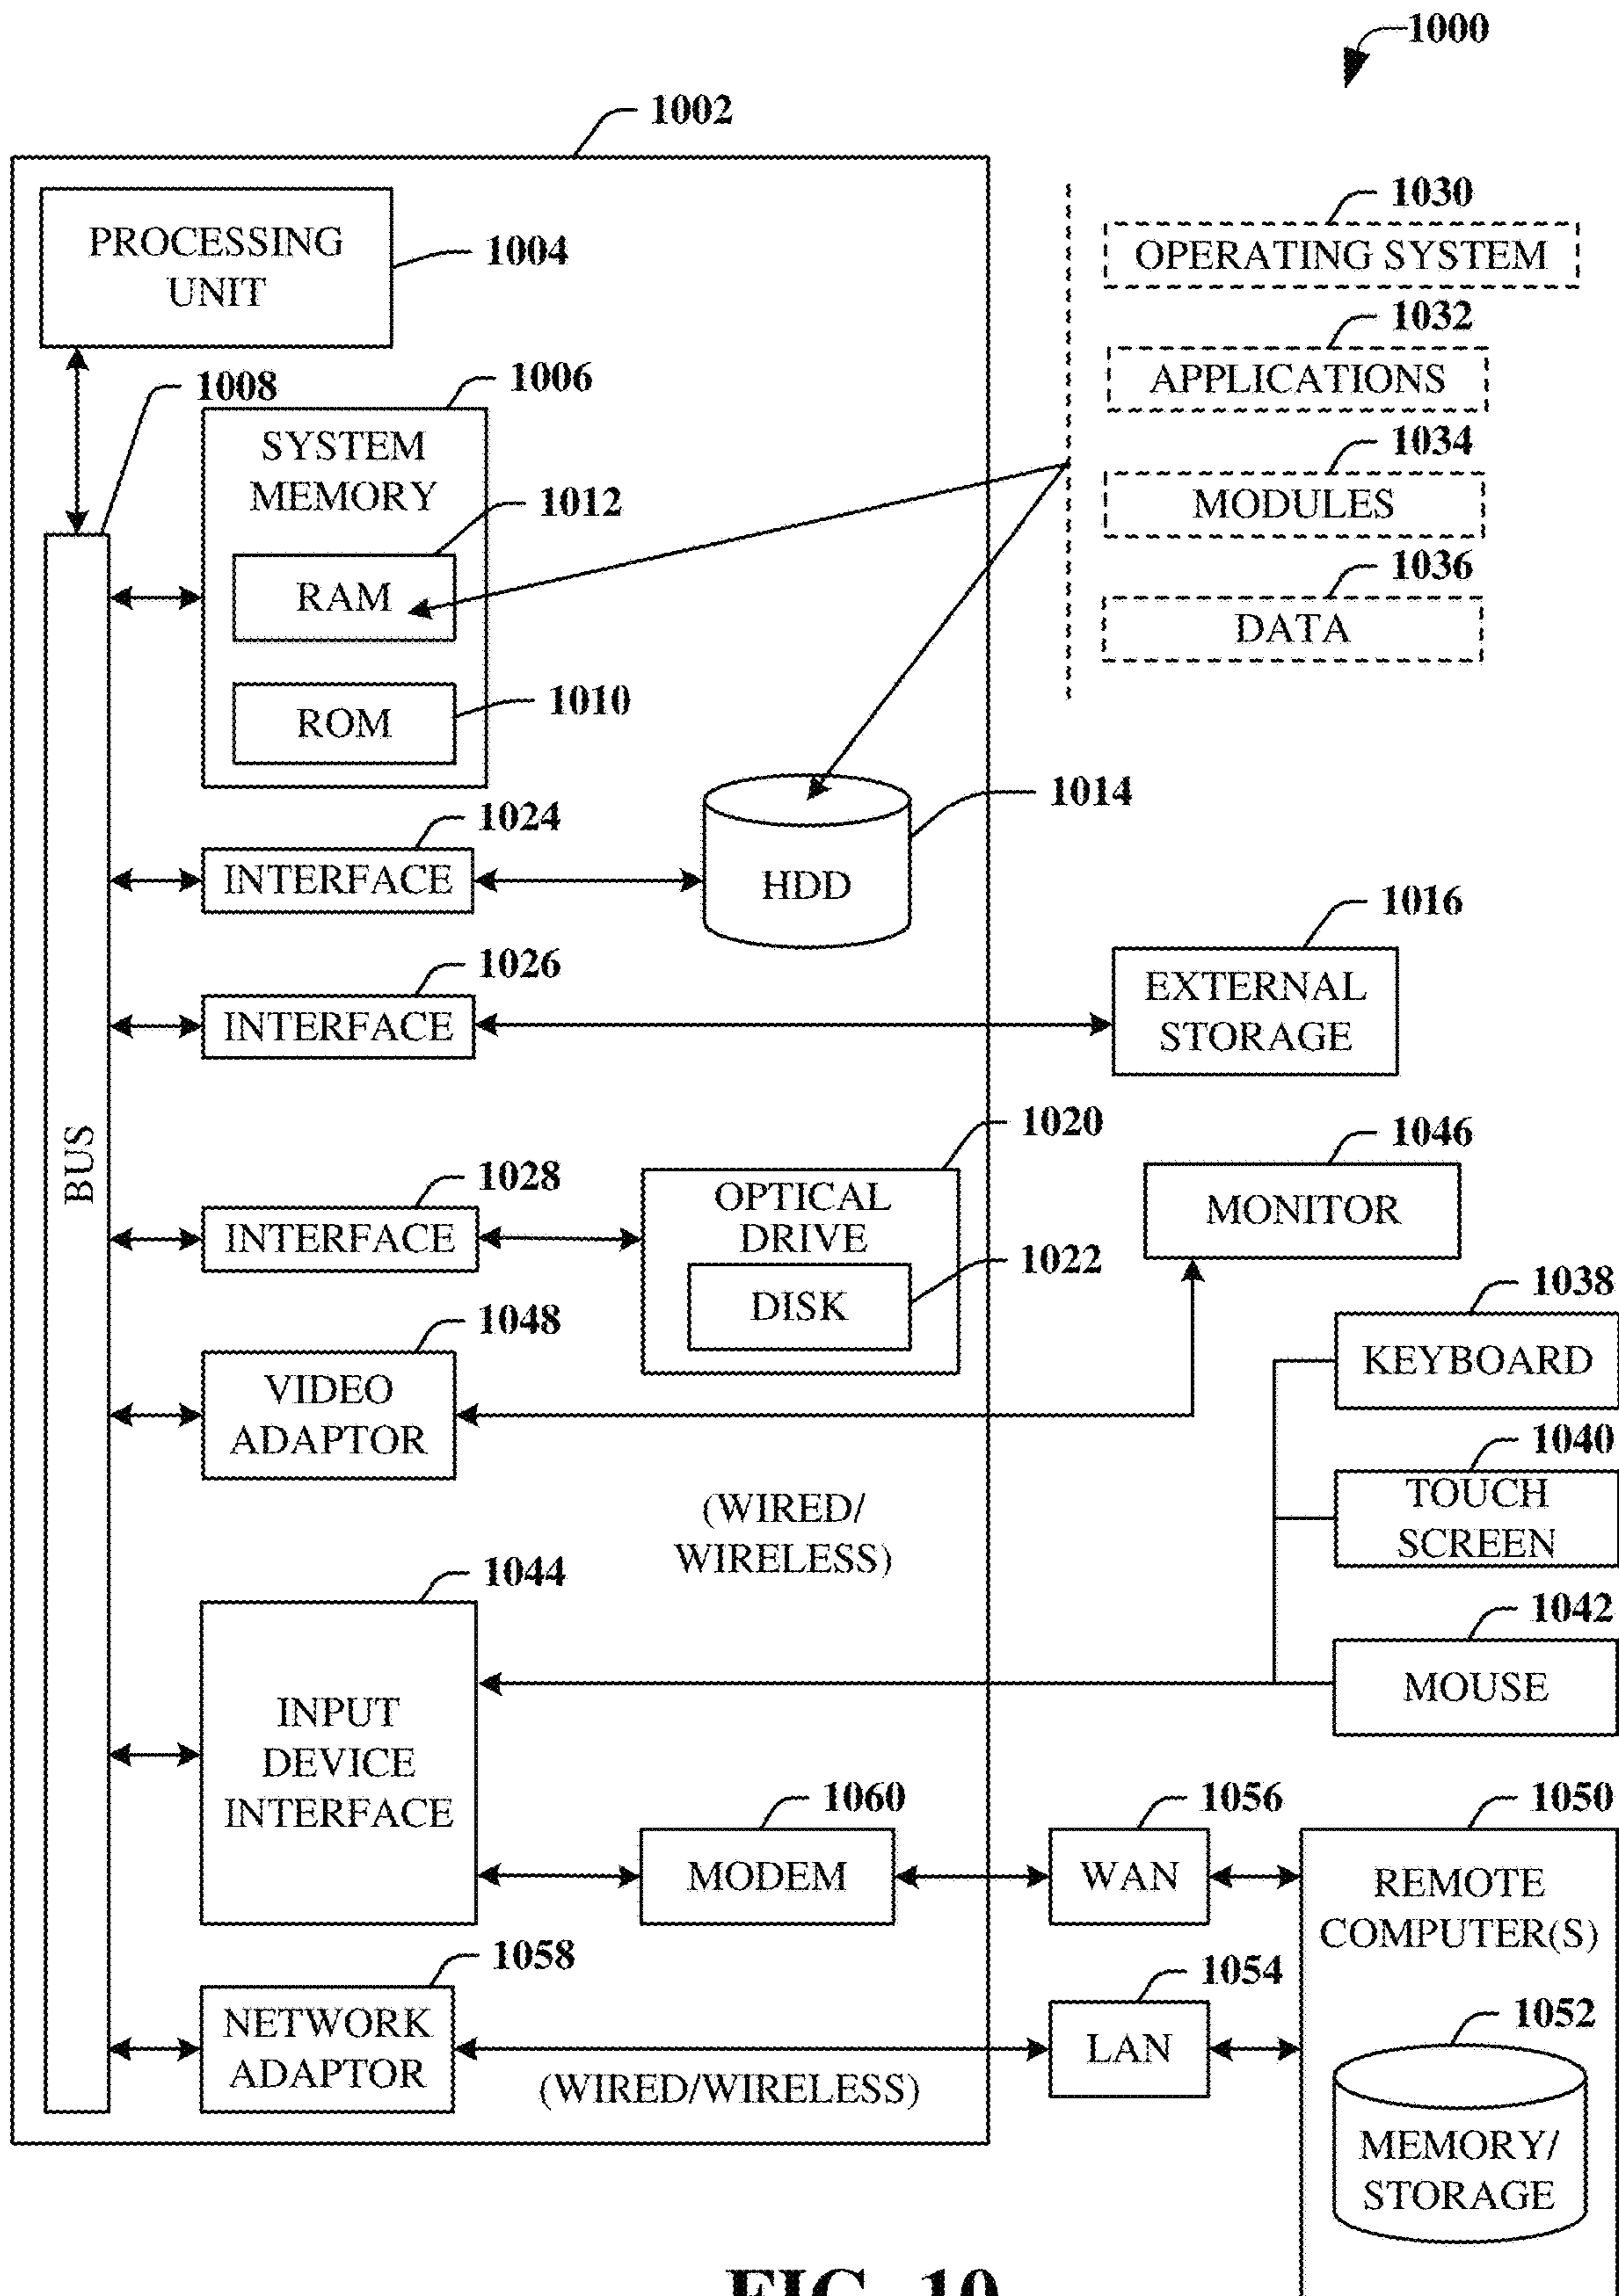 1000
1002
PROCESSING
UNIT
1004
1030
OPERATING SYSTEM
1032
APPLICATIONS
1034
MODULES
1036
DATA
1008
1006
SYSTEM
MEMORY
1012
RAM
1010
ROM
1024
INTERFACE
1014
HDD
1026
INTERFACE
1016
EXTERNAL
STORAGE
BUS
1028
INTERFACE
1020
OPTICAL
DRIVE
1022
DISK
1046
MONITOR
1048
VIDEO
ADAPTOR
1038
KEYBOARD
1040
TOUCH
SCREEN
(WIRED/
WIRELESS)
1042
MOUSE
1044
INPUT
DEVICE
INTERFACE
1060
MODEM
1056
WAN
1050
REMOTE
COMPUTER(S)
1058
NETWORK
ADAPTOR
(WIRED/WIRELESS)
1054
LAN
1052
MEMORY/
STORAGE
FIG. 10